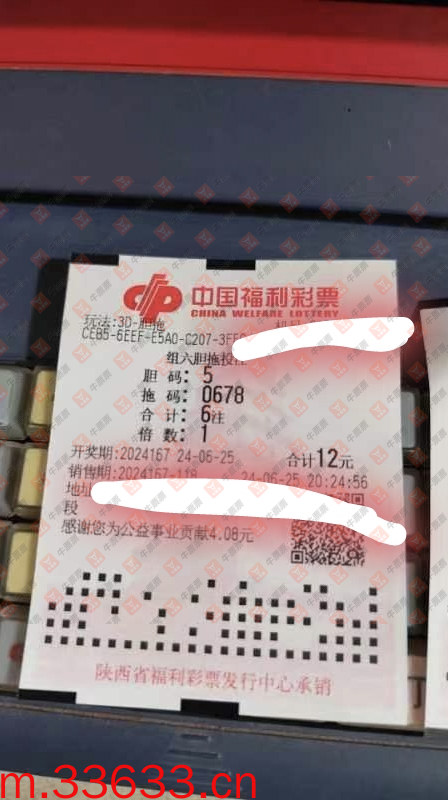 中国福利彩票
CHINA WELFARE LOTTERY
玩法:3D-胆拖
CEB5-6EEF-E5A0-C207-3FF
组六胆拖投注
胆 码: 5
拖 码: 0678
合 计: 6注
倍 数: 1
开奖期:2024167 24-06-25 合计12元
销售期:2024167-118 24-06-25 20:24:56
地址
段
感谢您为公益事业贡献4.08元
陕西省福利彩票发行中心承销
m.33633.cn